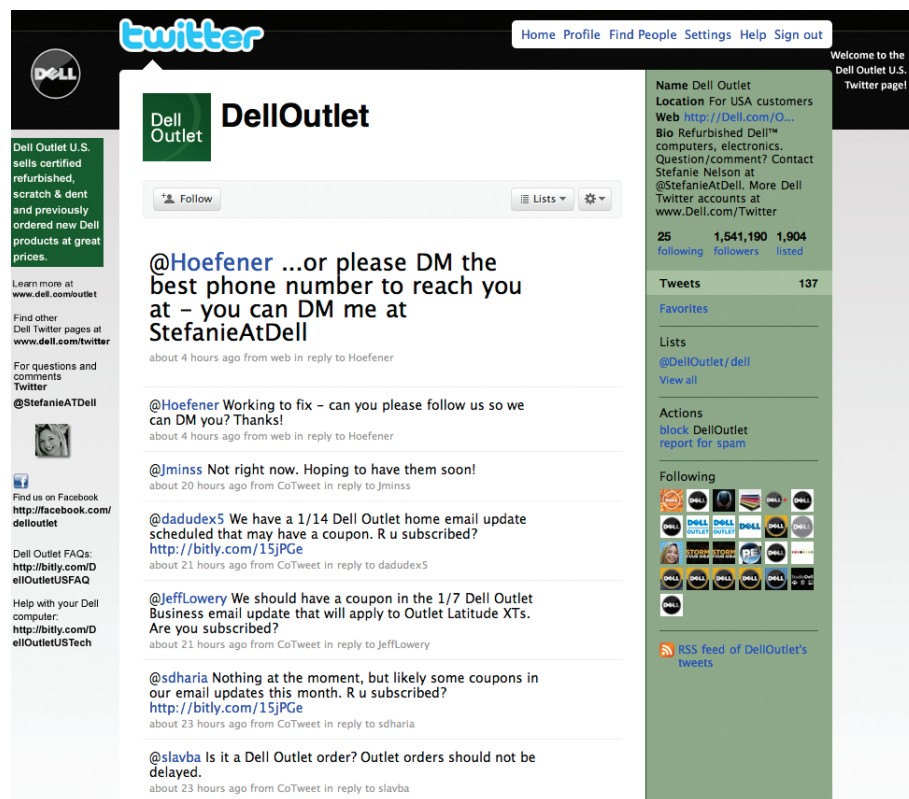 twitter
Home Profile Find People Settings Help Sign out
DELL
Welcome to the
Dell Outlet U.S.
Twitter page!
Dell Outlet U.S.
sells certified
refurbished,
scratch & dent
and previously
ordered new Dell
products at great
prices.
Learn more at
www.dell.com/outlet
Find other
Dell Twitter pages at
www.dell.com/twitter
For questions and
comments
Twitter
@StefanieATDell
Find us on Facebook
http://facebook.com/
delloutlet
Dell Outlet FAQs:
http://bitly.com/D
ellOutletUSFAQ
Help with your Dell
computer:
http://bitly.com/D
ellOutletUSTech
Dell
Outlet
DellOutlet
Follow
Lists
@Hoefener ...or please DM the
best phone number to reach you
at – you can DM me at
StefanieAtDell
about 4 hours ago from web in reply to Hoefener
@Hoefener Working to fix – can you please follow us so we
can DM you? Thanks!
about 4 hours ago from web in reply to Hoefener
@Jminss Not right now. Hoping to have them soon!
about 20 hours ago from CoTweet in reply to Jminss
@dadudex5 We have a 1/14 Dell Outlet home email update
scheduled that may have a coupon. R u subscribed?
http://bitly.com/15jPGe
about 21 hours ago from CoTweet in reply to dadudex5
@JeffLowery We should have a coupon in the 1/7 Dell Outlet
Business email update that will apply to Outlet Latitude XTs.
Are you subscribed?
about 21 hours ago from CoTweet in reply to JeffLowery
@sdharia Nothing at the moment, but likely some coupons in
our email updates this month. R u subscribed?
http://bitly.com/15jPGe
about 23 hours ago from CoTweet in reply to sdharia
@slavba Is it a Dell Outlet order? Outlet orders should not be
delayed.
about 23 hours ago from CoTweet in reply to slavba
Name Dell Outlet
Location For USA customers
Web http://Dell.com/O...
Bio Refurbished Dell™
computers, electronics.
Question/comment? Contact
Stefanie Nelson at
@StefanieAtDell. More Dell
Twitter accounts at
www.Dell.com/Twitter
25 1,541,190 1,904
following followers listed
Tweets 137
Favorites
Lists
@DellOutlet/dell
View all
Actions
block DellOutlet
report for spam
Following
RSS feed of DellOutlet's
tweets